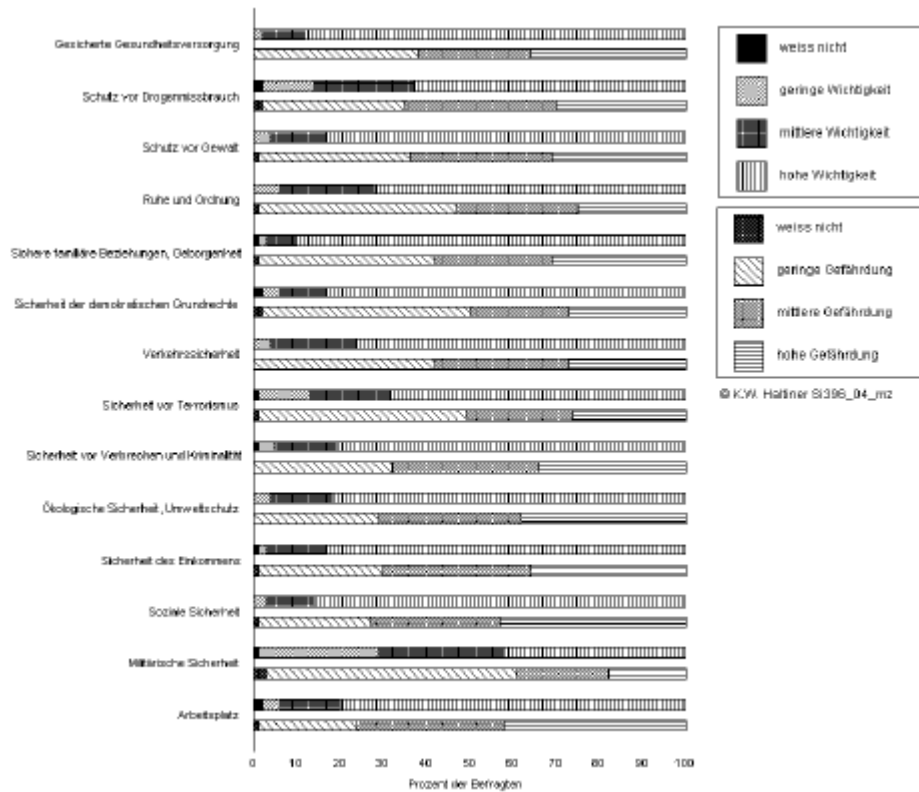 Gesicherte Gesundheitsversorgung
Schutz vor Drogenmissbrauch
Schutz vor Gewalt
Ruhe und Ordnung
Sichere familiäre Beziehungen, Geborgenheit
Sicherheit der demokratischen Grundrechte
Verkehrssicherheit
Sicherheit vor Terrorismus
Sicherheit vor Verbrechen und Kriminalität
Ökologische Sicherheit, Umweltschutz
Sicherheit des Einkommens
Soziale Sicherheit
Militärische Sicherheit
Arbeitsplatz
0 10 20 30 40 50 60 70 80 90 100
Prozent der Befragten
weiss nicht
geringe Wichtigkeit
mittlere Wichtigkeit
hohe Wichtigkeit
weiss nicht
geringe Gefährdung
mittlere Gefährdung
hohe Gefährdung
© K.W. Haltiner